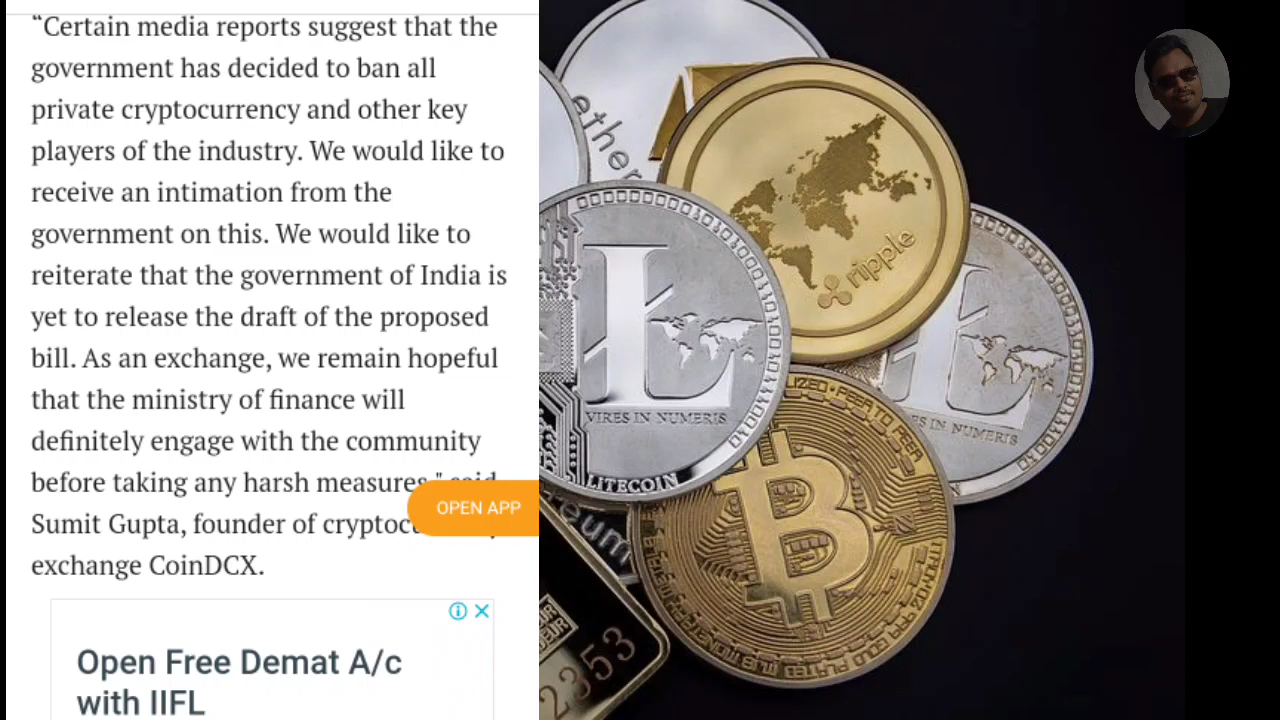 “Certain media reports suggest that the
government has decided to ban all
private cryptocurrency and other key
players of the industry. We would like to
receive an intimation from the
government on this. We would like to
reiterate that the government of India is
yet to release the draft of the proposed
bill. As an exchange, we remain hopeful
that the ministry of finance will
definitely engage with the community
before taking any harsh measures," said
OPEN APP
Sumit Gupta, founder of
exchange CoinDCX.
Open Free Demat A/c
with IIFL
ripple
VIRES IN NUMERIS
LITECOIN
IN NUMERIS
PEER TO PEER
B
2353